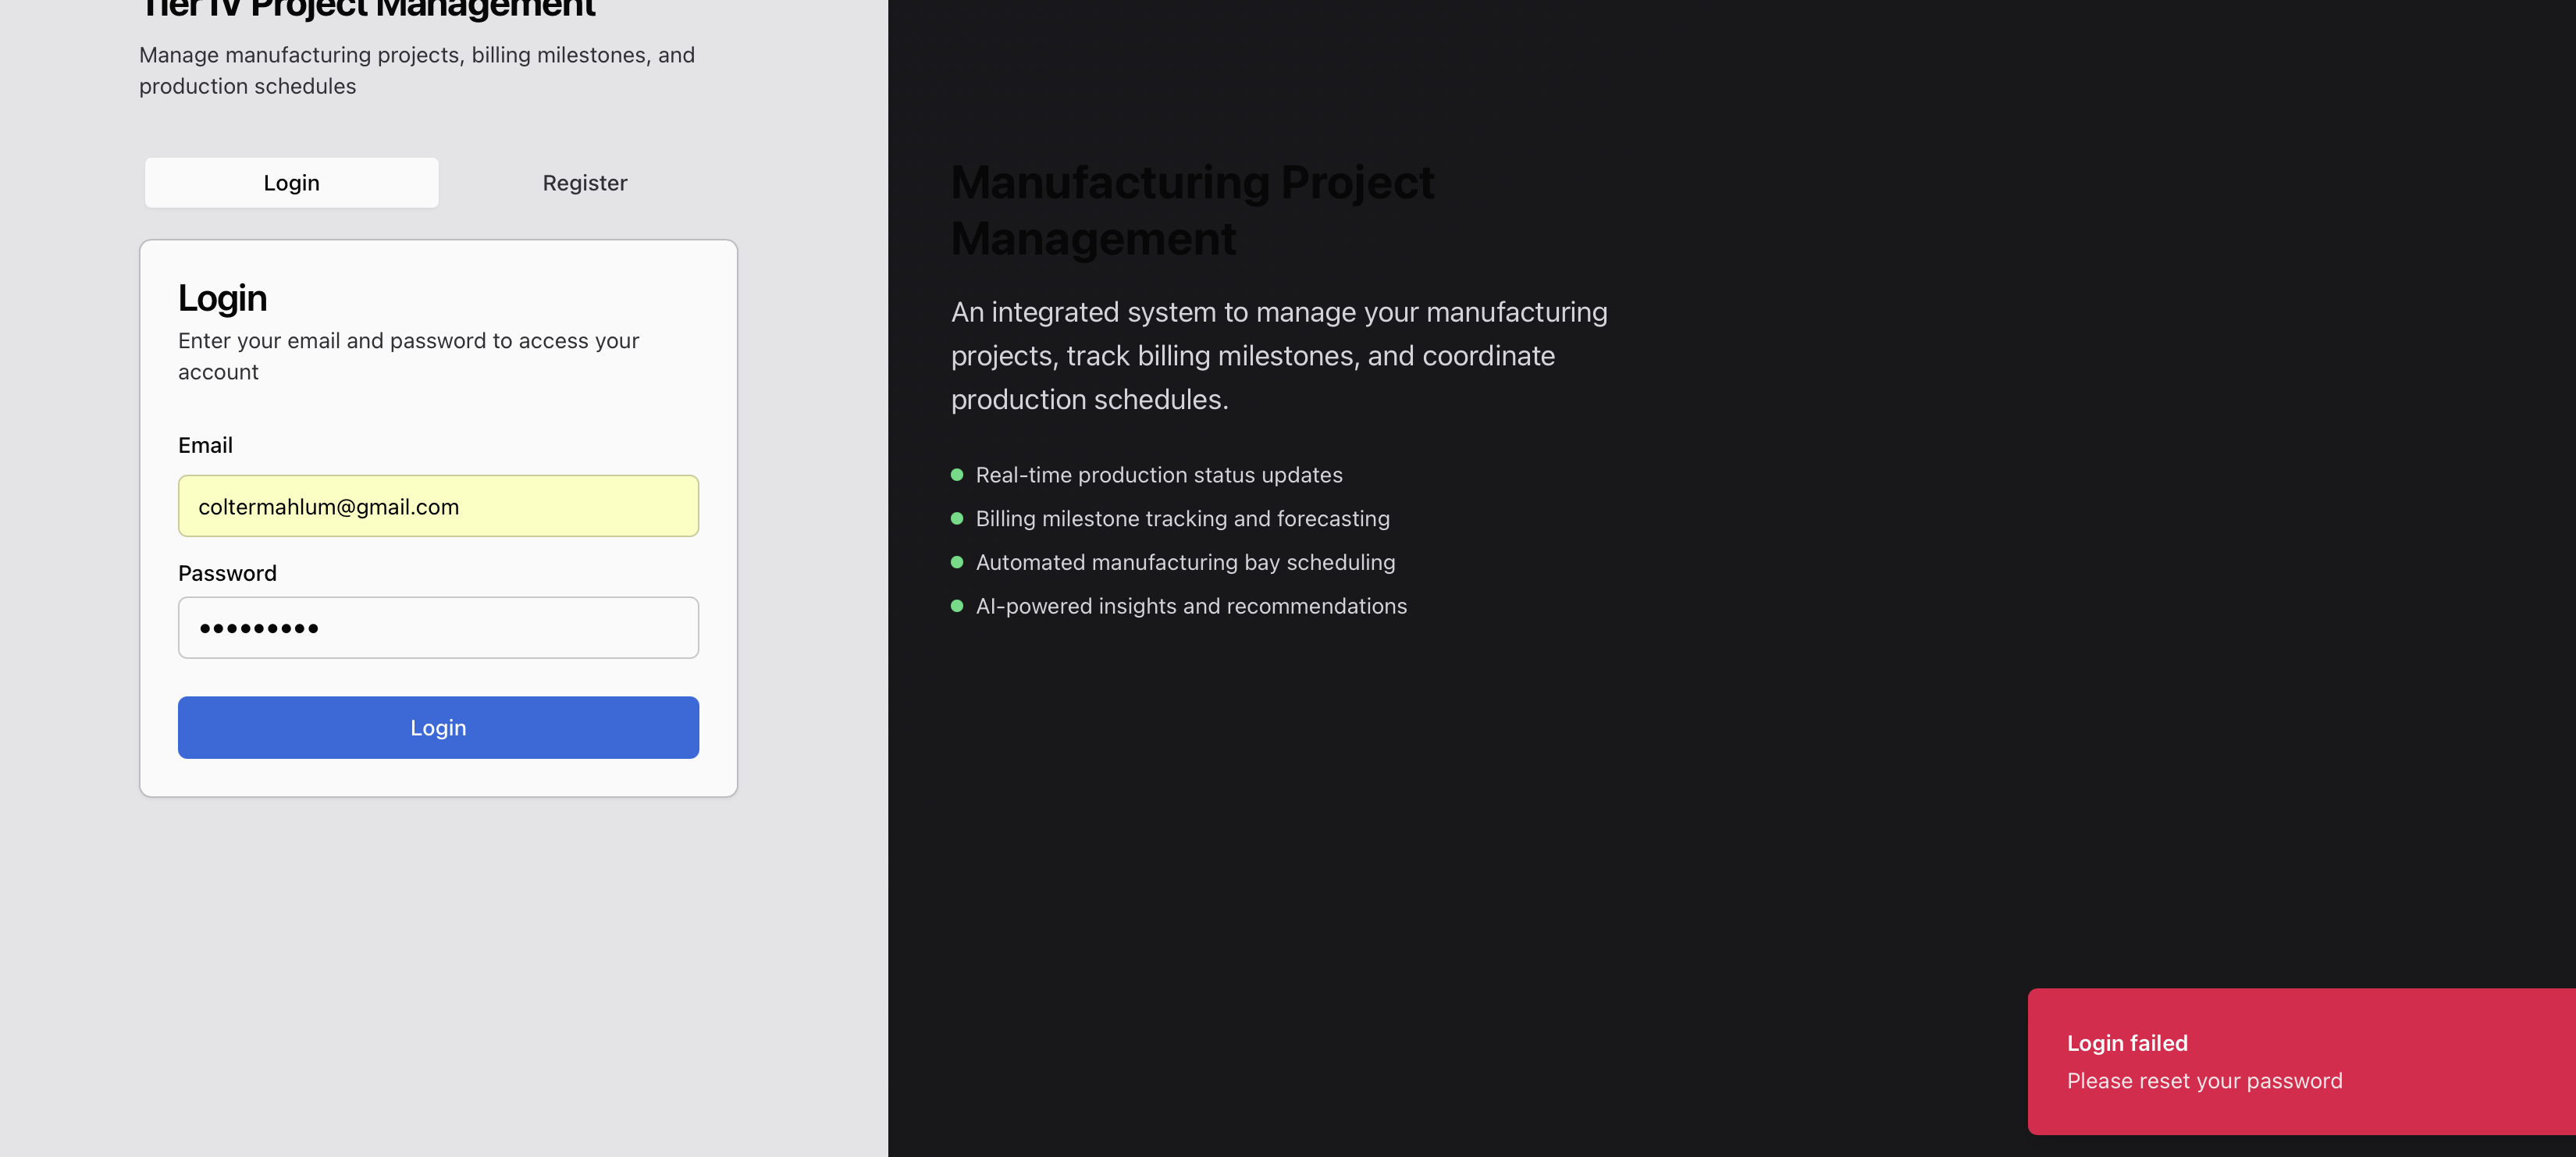 Tier IV Project Management
Manage manufacturing projects, billing milestones, and
production schedules
Login
Register
Login
Enter your email and password to access your
account
Email
coltermahlum@gmail.com
Password
•••••••••
Login
Manufacturing Project
Management
An integrated system to manage your manufacturing
projects, track billing milestones, and coordinate
production schedules.
Real-time production status updates
Billing milestone tracking and forecasting
Automated manufacturing bay scheduling
AI-powered insights and recommendations
Login failed
Please reset your password